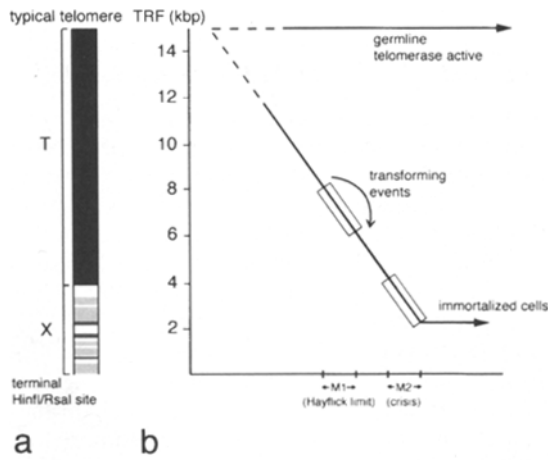 typical telomere
TRF (kbp)
T
X
terminal
HinfI/RsaI site
a
14
12
10
8
6
4
2
germline
telomerase active
transforming
events
immortalized cells
←M1→
(Hayflick limit)
←M2→
(crisis)
b